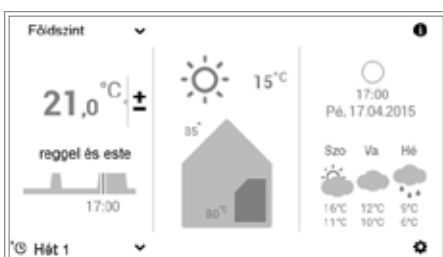 Földszint
21,0 °C ±
reggel és este
17:00
Hét 1
15°C
85°
80°C
17:00
Pé, 17.04.2015
Szo Va Hé
16°C 12°C 9°C
11°C 10°C 6°C